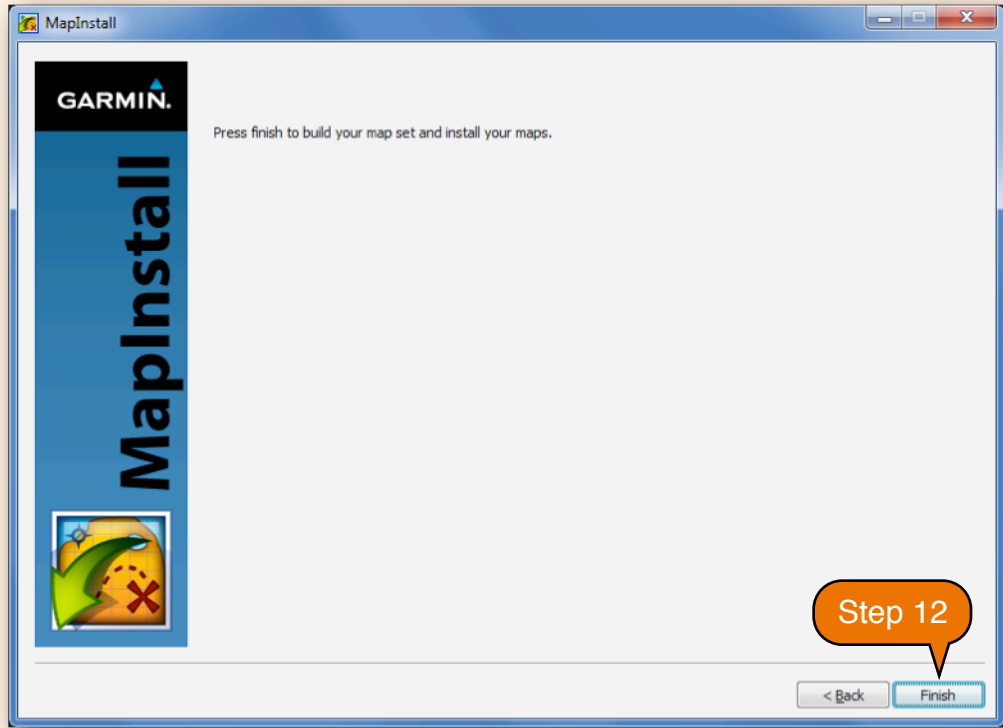 MapInstall
GARMIN.
Press finish to build your map set and install your maps.
MapInstall
Step 12
< Back
Finish